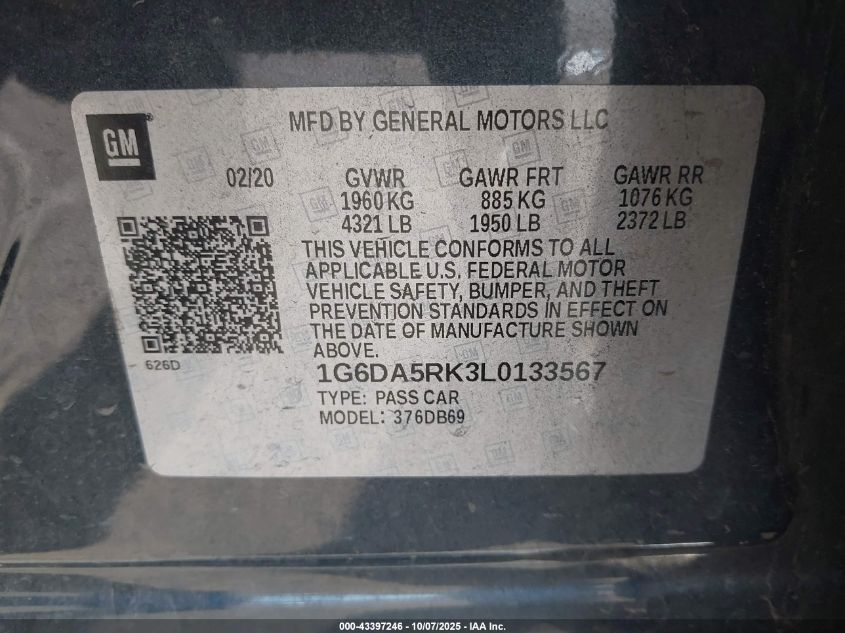 GM
MFD BY GENERAL MOTORS LLC
02/20 GVWR GAWR FRT GAWR RR
1960 KG 885 KG 1076 KG
4321 LB 1950 LB 2372 LB
THIS VEHICLE CONFORMS TO ALL
APPLICABLE U.S. FEDERAL MOTOR
VEHICLE SAFETY, BUMPER, AND THEFT
PREVENTION STANDARDS IN EFFECT ON
THE DATE OF MANUFACTURE SHOWN
ABOVE.
626D
1G6DA5RK3L0133567
TYPE: PASS CAR
MODEL: 376DB69
000-43397246 - 10/07/2025 - IAA Inc.